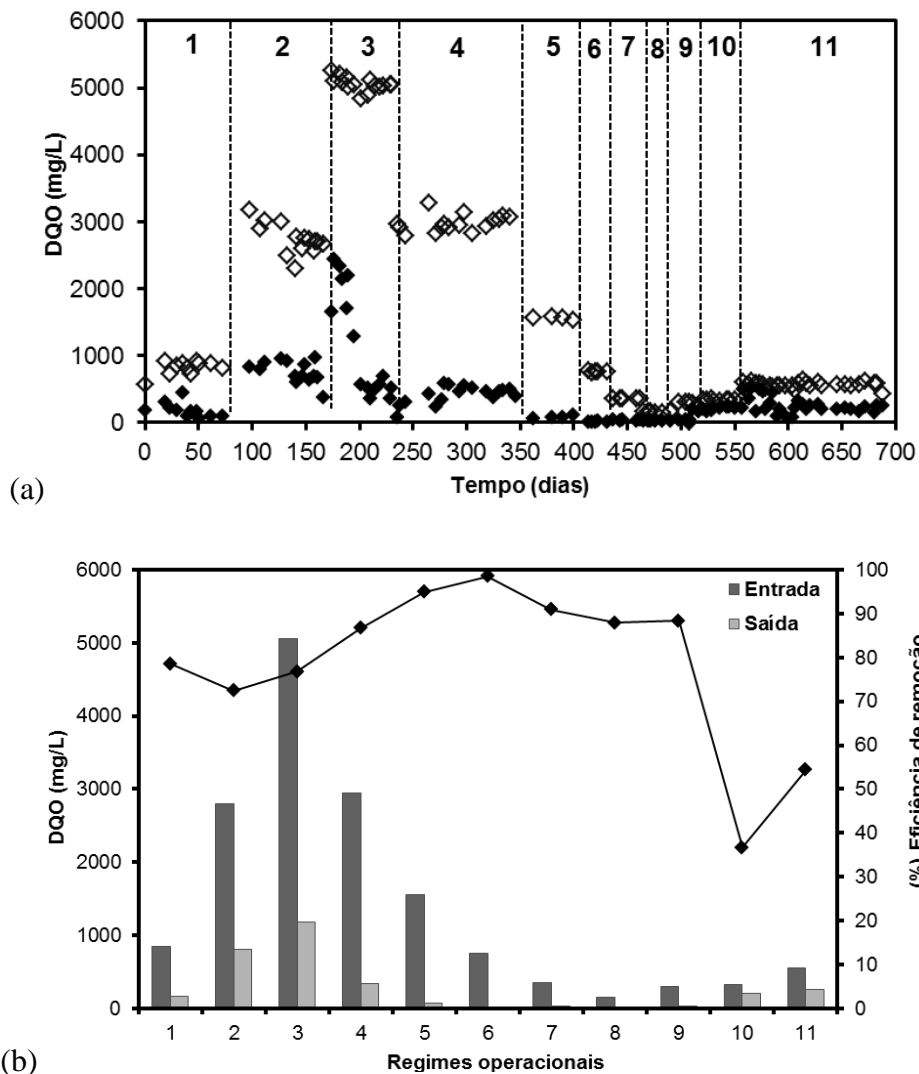 6000
5000
4000
3000
2000
1000
0
DQO (mg/L)
1 2 3 4 5 6 7 8 9 10 11
0 50 100 150 200 250 300 350 400 450 500 550 600 650 700
Tempo (dias)
(a)
6000
5000
4000
3000
2000
1000
0
DQO (mg/L)
Entrada
Saída
100
90
80
70
60
50
40
30
20
10
0
(%) Eficiência de remoção
1 2 3 4 5 6 7 8 9 10 11
Regimes operacionais
(b)